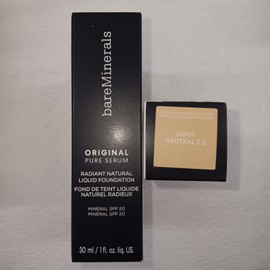 bareMinerals
ORIGINAL
PURE SERUM
RADIANT NATURAL
LIQUID FOUNDATION
FOND DE TEINT LIQUIDE
NATUREL RADIEUX
MINERAL SPF 20
MINÉRAL SPF 20
30 ml / 1 fl. oz. liq. US.
LIGHT
NEUTRAL 2.5